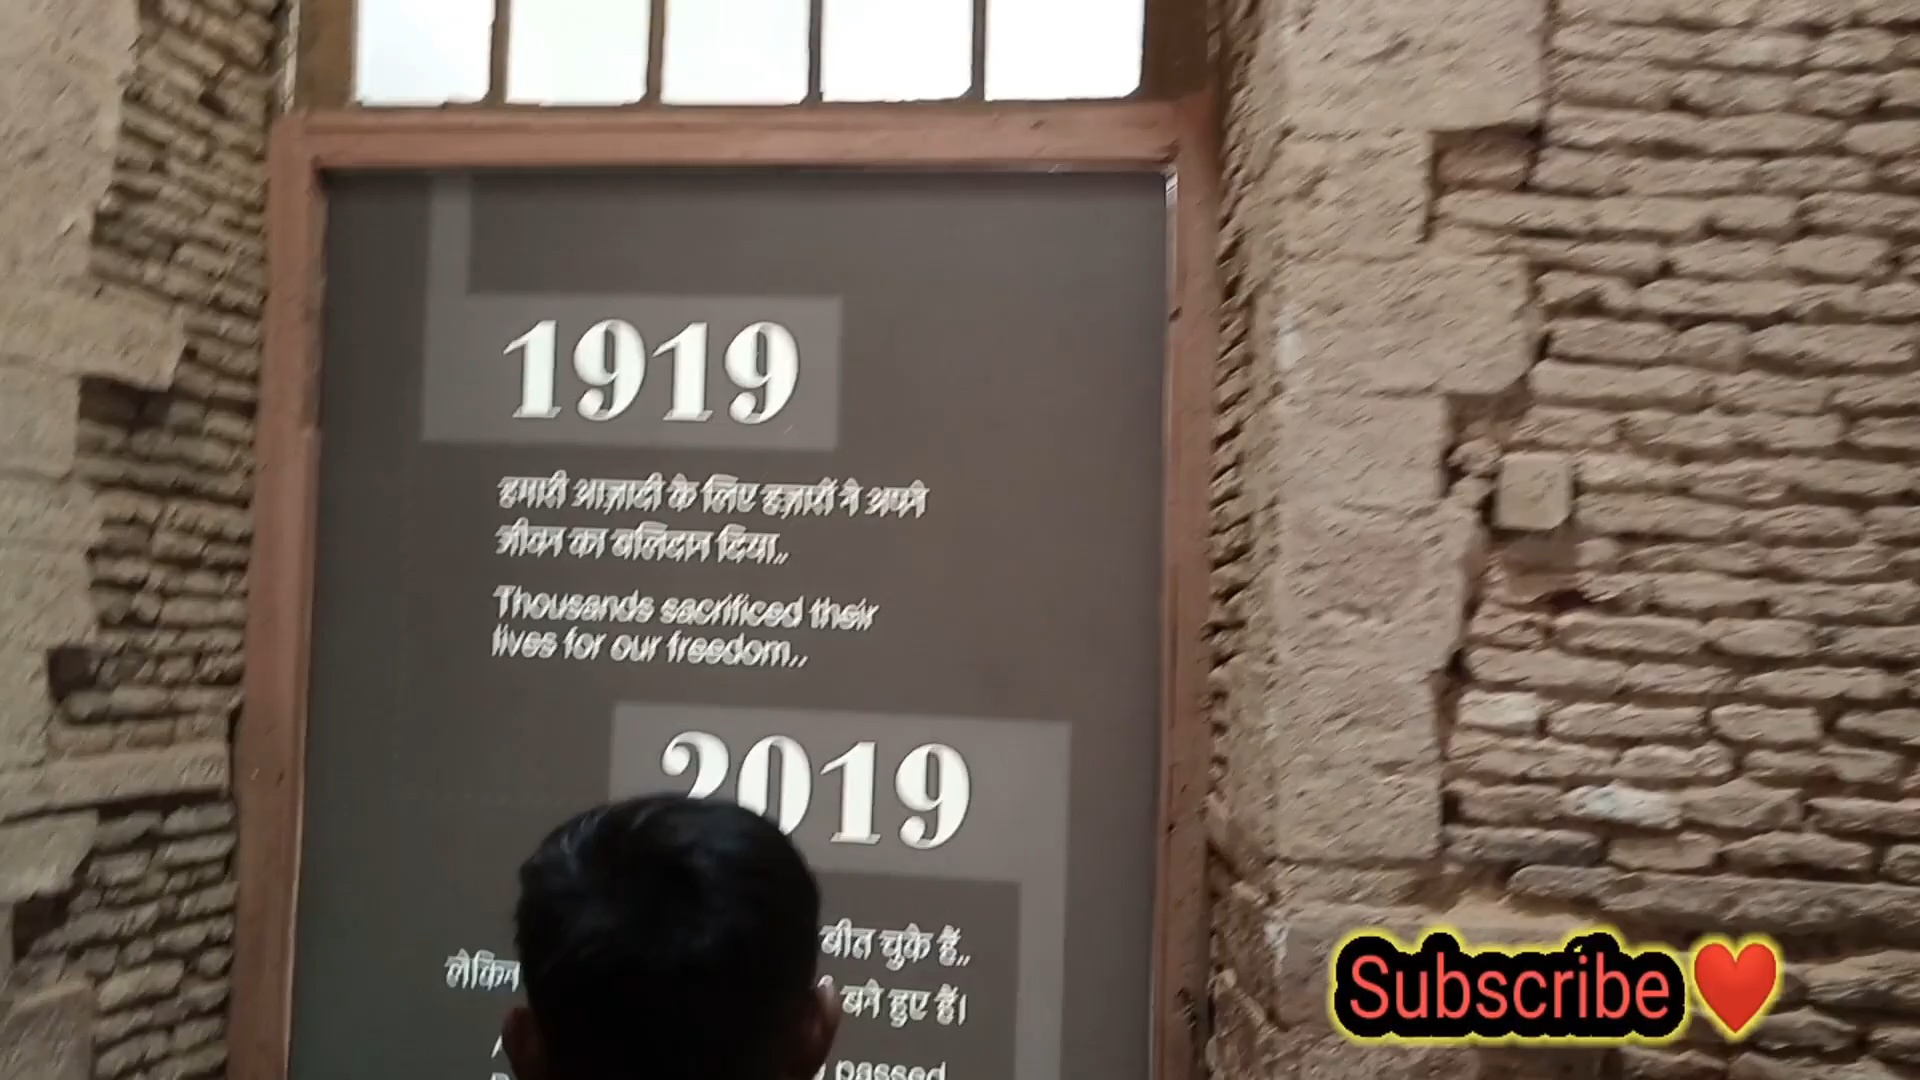 1919
हमारी आज़ादी के लिए हज़ारों ने अपने
जीवन का बलिदान दिया..
Thousands sacrificed their
lives for our freedom..
2019
बीत चुके हैं..
लेकिन बने हुए हैं।
passed
Subscribe